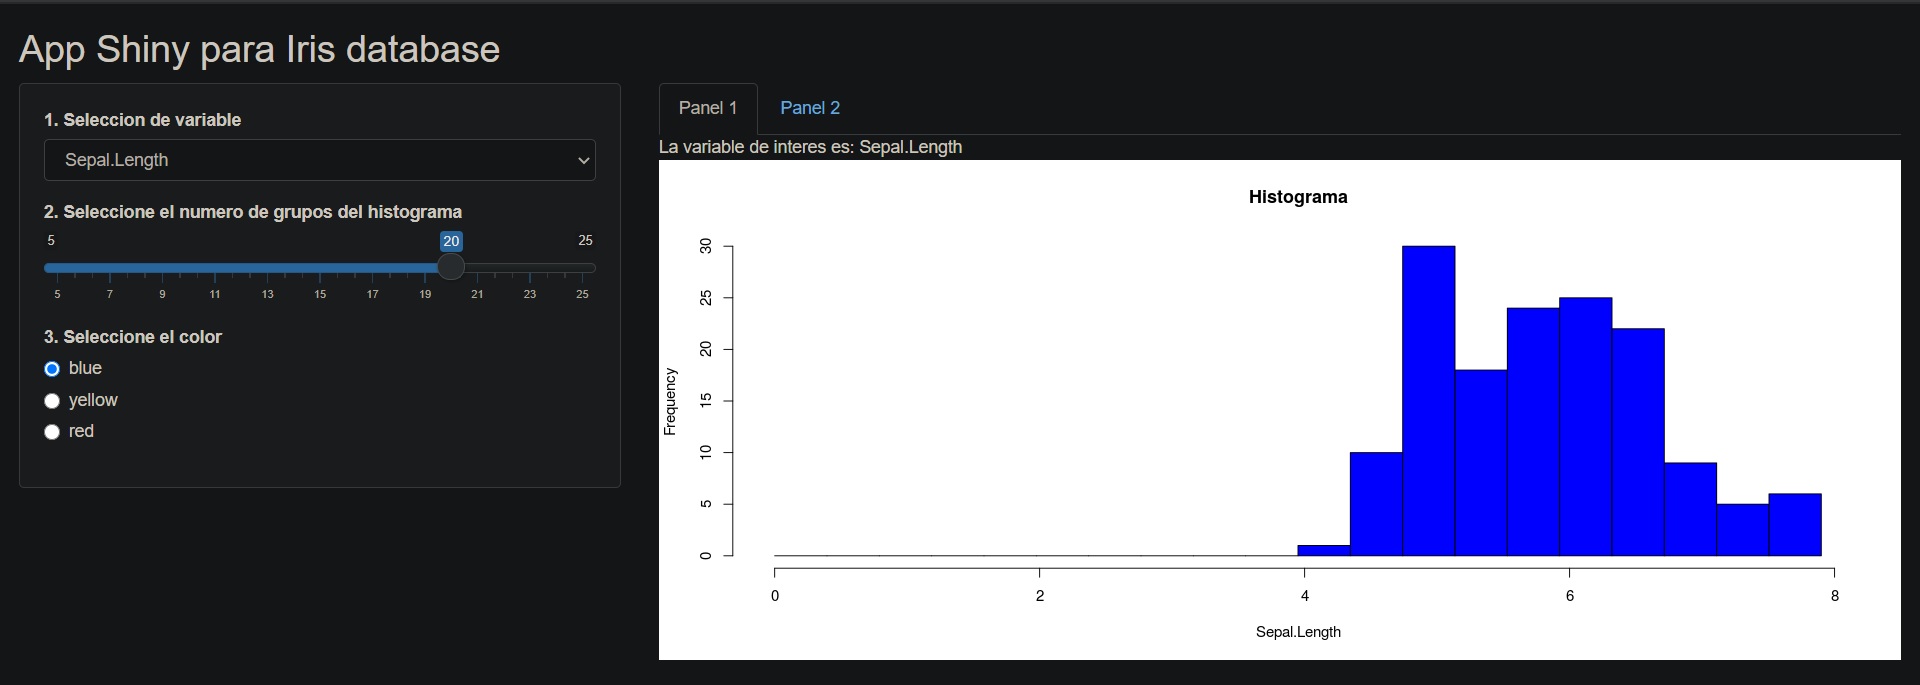 App Shiny para Iris database
1. Seleccion de variable
Sepal.Length
2. Seleccione el numero de grupos del histograma
5 20 25
5 7 9 11 13 15 17 19 21 23 25
3. Seleccione el color
blue
yellow
red
Panel 1 Panel 2
La variable de interes es: Sepal.Length
Histograma
Frequency
30
25
20
15
10
5
0
0 2 4 6 8
Sepal.Length